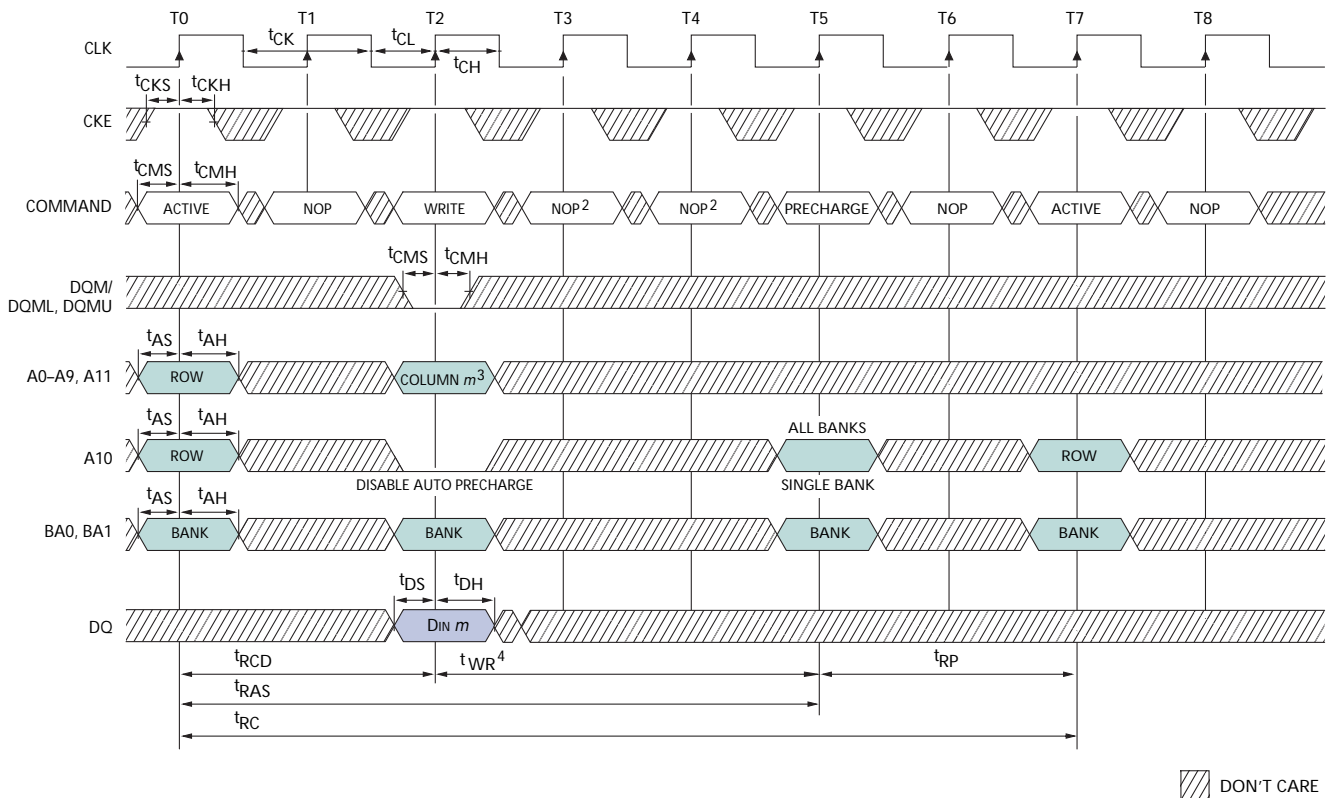 T0 T1 T2 T3 T4 T5 T6 T7 T8
CLK
tCK tCL
tCH
tCKS tCKH
CKE
tCMS tCMH
COMMAND ACTIVE NOP WRITE NOP2 NOP2 PRECHARGE NOP ACTIVE NOP
tCMS tCMH
DQM/
DQML, DQMU
tAS tAH
A0–A9, A11 ROW COLUMN m3
tAS tAH
ALL BANKS
A10 ROW ROW
DISABLE AUTO PRECHARGE SINGLE BANK
tAS tAH
BA0, BA1 BANK BANK BANK BANK
tDS tDH
DQ DIN m
tRCD tWR4 tRP
tRAS
tRC
DON'T CARE